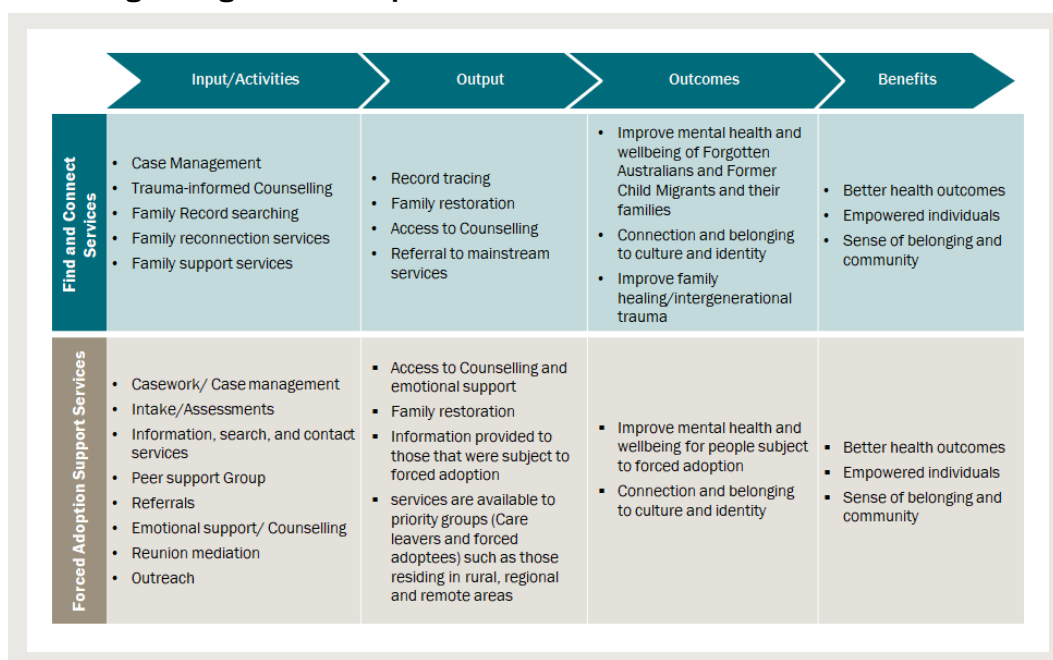 Input/Activities
Output
Outcomes
Benefits
Find and Connect
Services
• Case Management
• Trauma-informed Counselling
• Family Record searching
• Family reconnection services
• Family support services
• Record tracing
• Family restoration
• Access to Counselling
• Referral to mainstream
services
• Improve mental health and
wellbeing of Forgotten
Australians and Former
Child Migrants and their
families
• Connection and belonging
to culture and identity
• Improve family
healing/intergenerational
trauma
• Better health outcomes
• Empowered individuals
• Sense of belonging and
community
Forced Adoption Support Services
• Casework/ Case management
• Intake/Assessments
• Information, search, and contact
services
• Peer support Group
• Referrals
• Emotional support/ Counselling
• Reunion mediation
• Outreach
▪ Access to Counselling and
emotional support
▪ Family restoration
▪ Information provided to
those that were subject to
forced adoption
▪ services are available to
priority groups (Care
leavers and forced
adoptees) such as those
residing in rural, regional
and remote areas
▪ Improve mental health and
wellbeing for people subject
to forced adoption
▪ Connection and belonging
to culture and identity
▪ Better health outcomes
▪ Empowered individuals
▪ Sense of belonging and
community